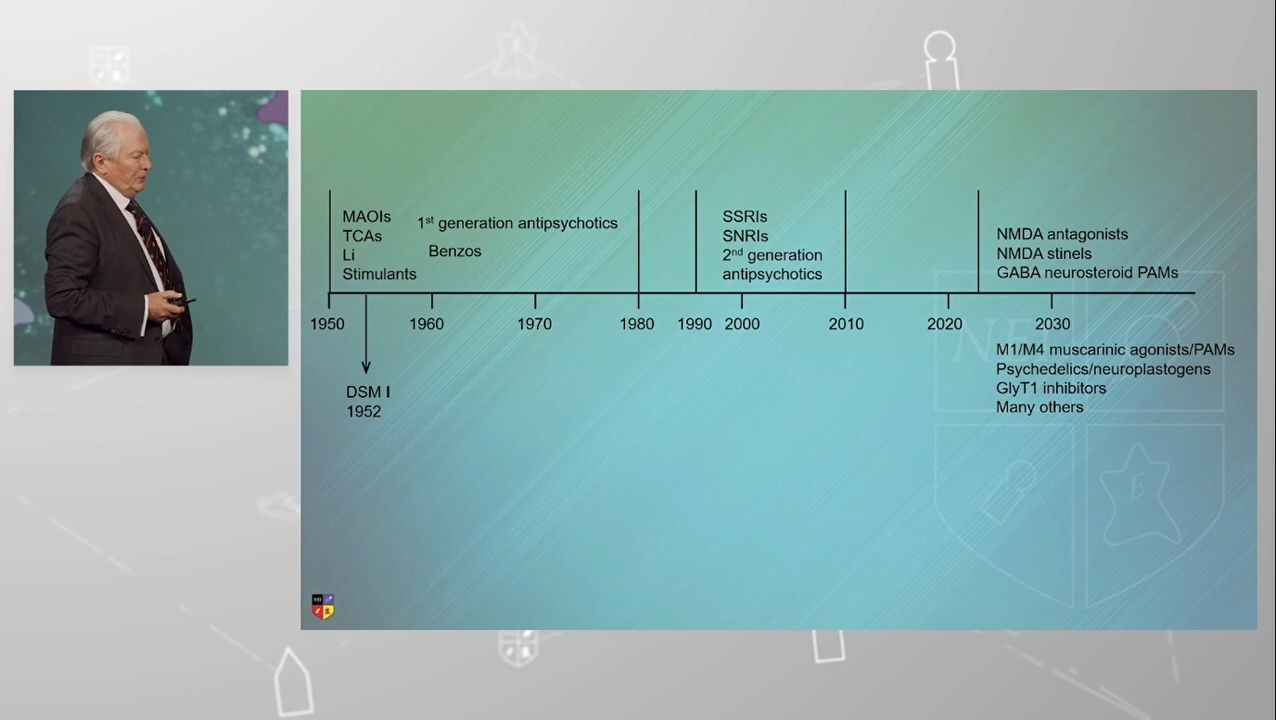 MAOIs
TCAs
Li
Stimulants
1st generation antipsychotics
Benzos
SSRIs
SNRIs
2nd generation
antipsychotics
NMDA antagonists
NMDA stinels
GABA neurosteroid PAMs
1950 1960 1970 1980 1990 2000 2010 2020 2030
DSM I
1952
M1/M4 muscarinic agonists/PAMs
Psychedelics/neuroplastogens
GlyT1 inhibitors
Many others
E